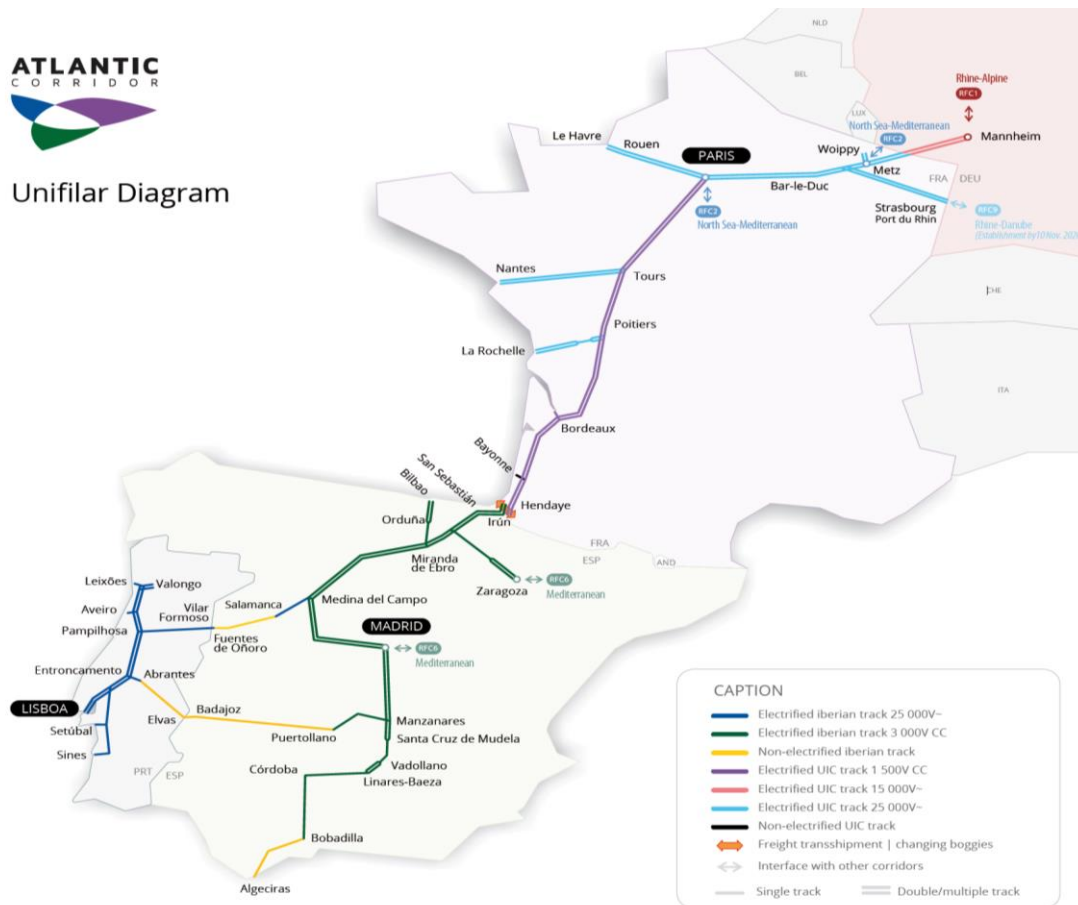 ATLANTIC
CORRIDOR
Unifilar Diagram
NLD
BEL
LUX
Rhine-Alpine
RFC1
Mannheim
North Sea-Mediterranean
RFC2
Woippy
Metz
FRA
DEU
Le Havre
Rouen
PARIS
Bar-le-Duc
RFC2
North Sea-Mediterranean
Strasbourg
Port du Rhin
RFC9
Rhine-Danube
(Establishment by 10 Nov. 2020
Nantes
Tours
CHE
Poitiers
La Rochelle
ITA
Bordeaux
Bayonne
San Sebastián
Bilbao
Hendaye
Orduña
Irún
FRA
ESP
AND
Miranda
de Ebro
Zaragoza
RFC6
Mediterranean
Leixões
Valongo
Aveiro
Vilar
Formoso
Salamanca
Medina del Campo
Pampilhosa
Fuentes
de Oñoro
MADRID
RFC6
Mediterranean
Entroncamento
Abrantes
LISBOA
Elvas
Badajoz
Manzanares
Setúbal
Puertollano
Santa Cruz de Mudela
Sines
Vadollano
PRT
ESP
Córdoba
Linares-Baeza
Bobadilla
Algeciras
CAPTION
Electrified iberian track 25 000V~
Electrified iberian track 3 000V CC
Non-electrified iberian track
Electrified UIC track 1 500V CC
Electrified UIC track 15 000V~
Electrified UIC track 25 000V~
Non-electrified UIC track
Freight transshipment | changing boggies
Interface with other corridors
Single track
Double/multiple track